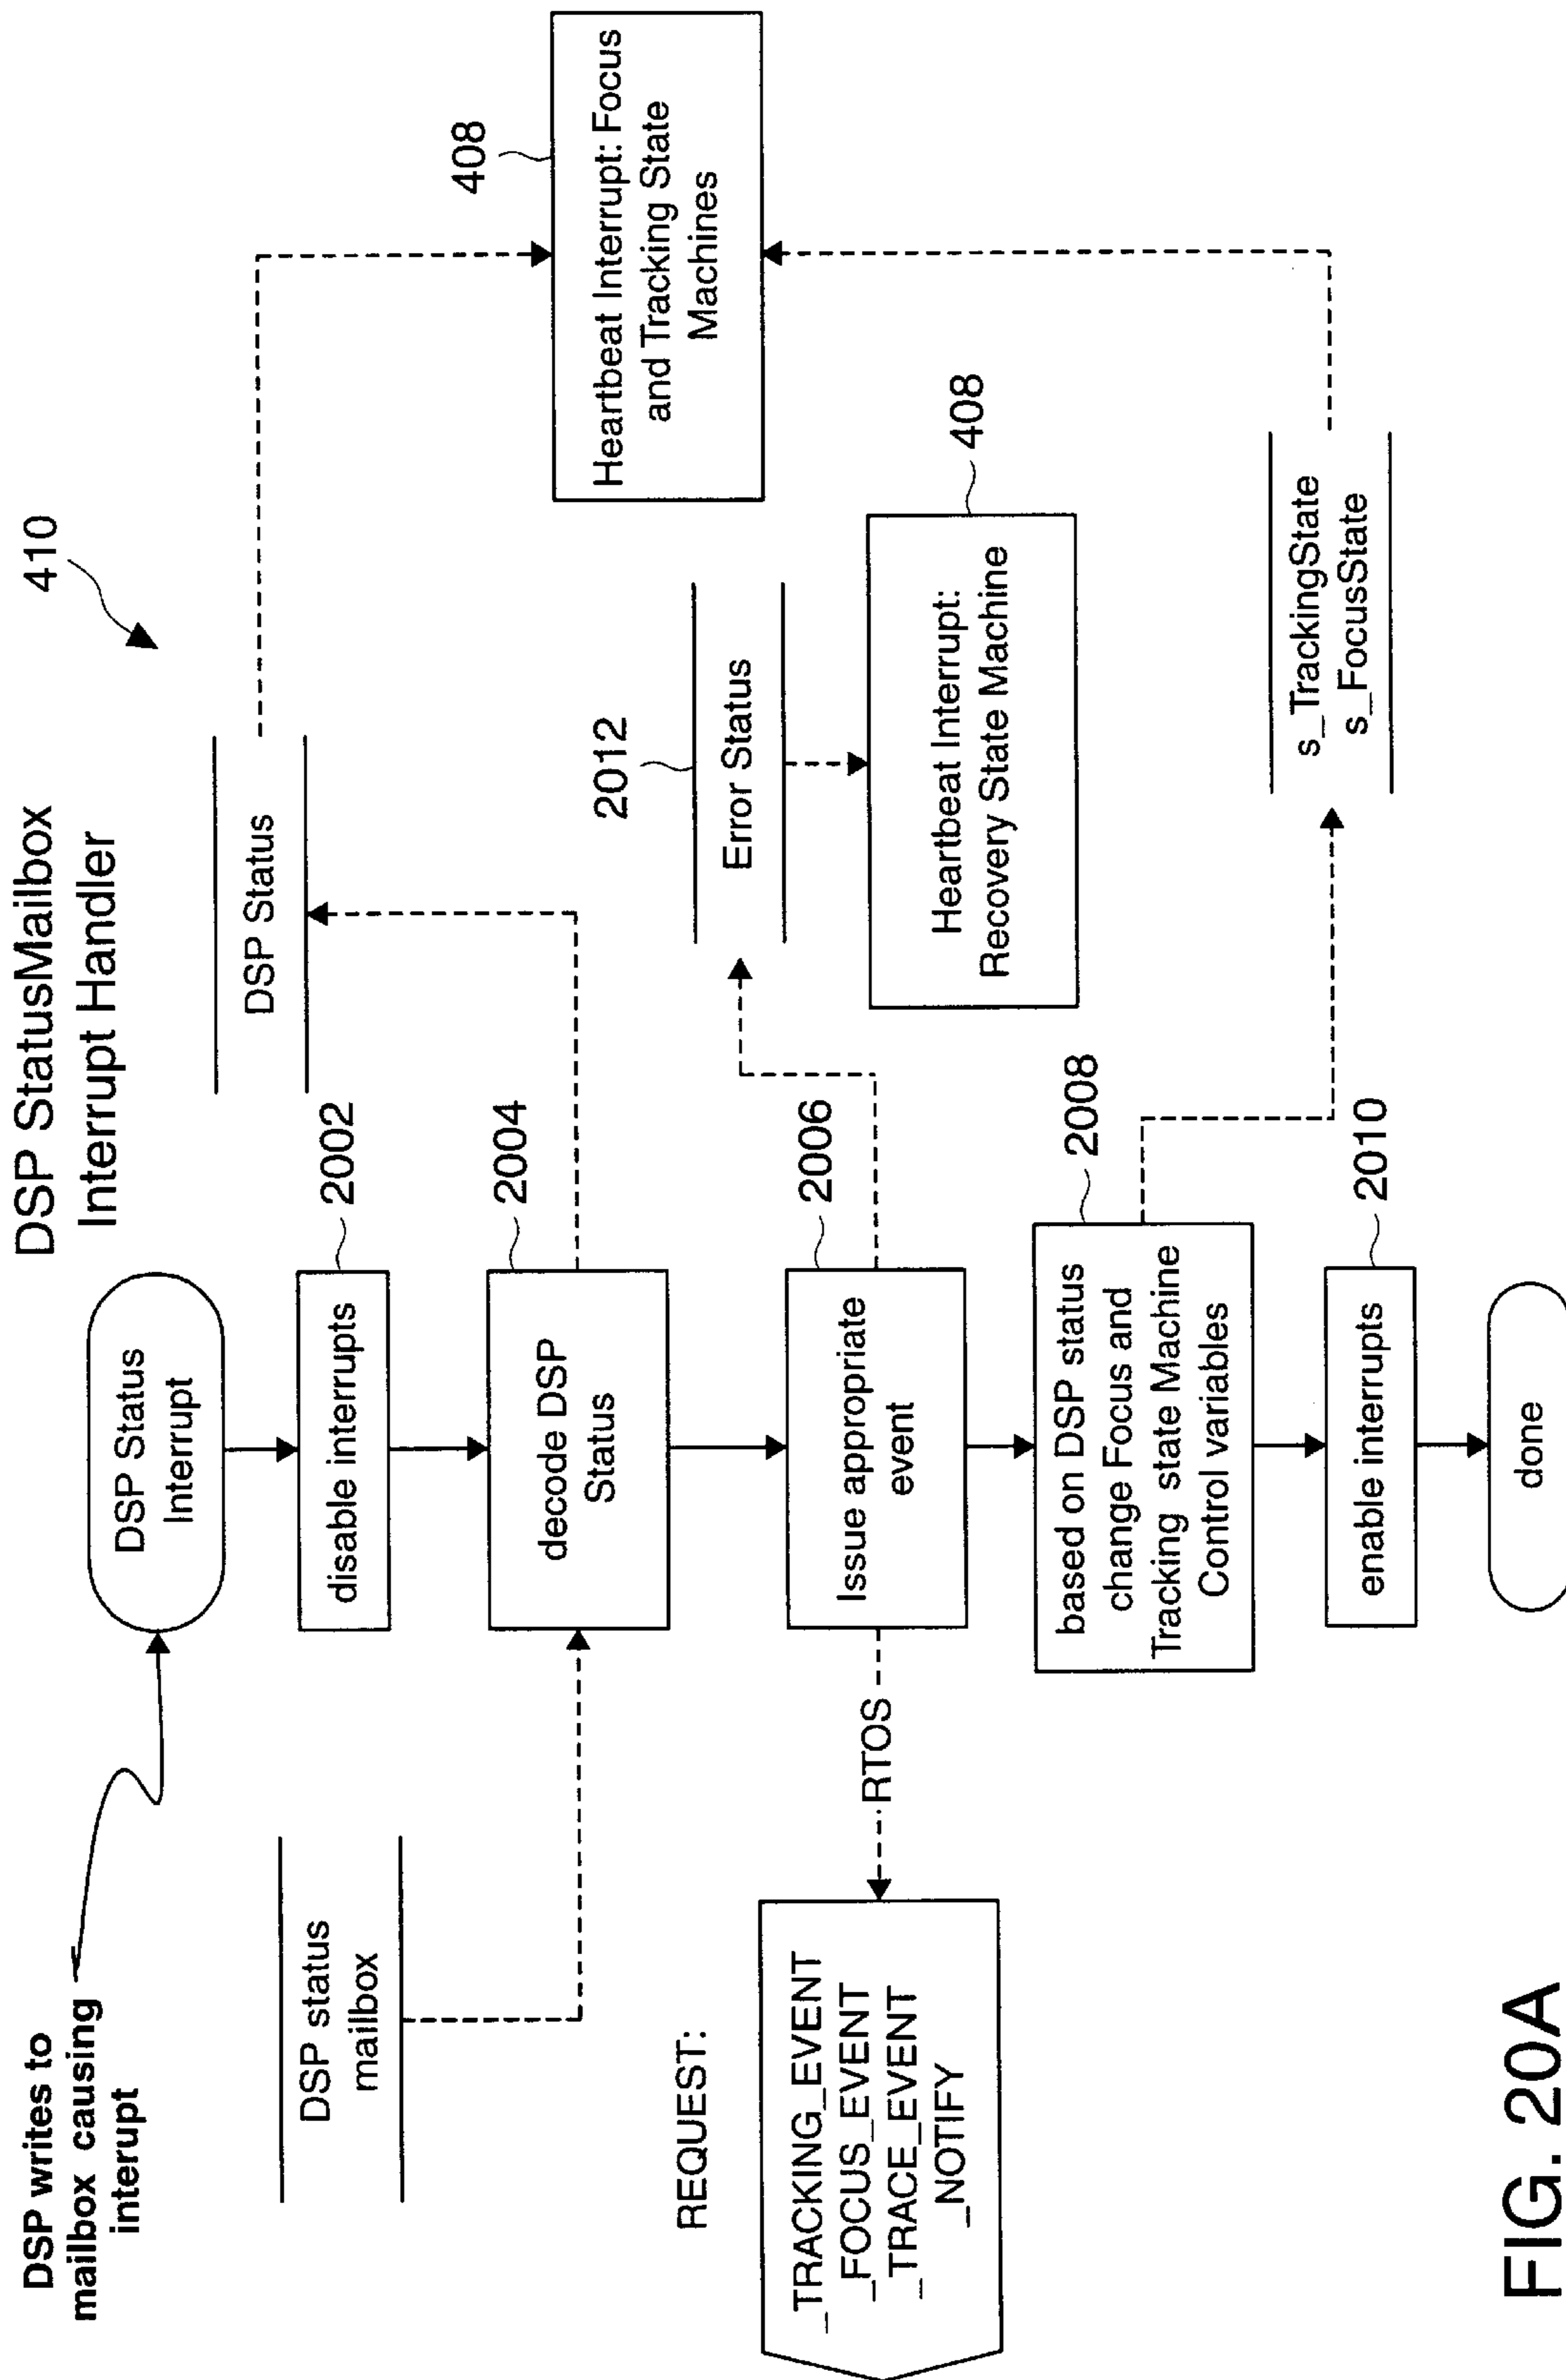 DSP StatusMailbox
Interrupt Handler
410
DSP writes to
mailbox causing
interupt
DSP Status
Interrupt
DSP Status
disable interrupts
2002
DSP status
mailbox
decode DSP
Status
2004
408
Heartbeat Interrupt: Focus
and Tracking State
Machines
2012
Error Status
REQUEST:
_TRACKING_EVENT
_FOCUS_EVENT
_TRACE_EVENT
_NOTIFY
RTOS
Issue appropriate
event
2006
Heartbeat Interrupt:
Recovery State Machine
408
based on DSP status
change Focus and
Tracking state Machine
Control variables
2008
s_TrackingState
s_FocusState
enable interrupts
2010
done
FIG. 20A